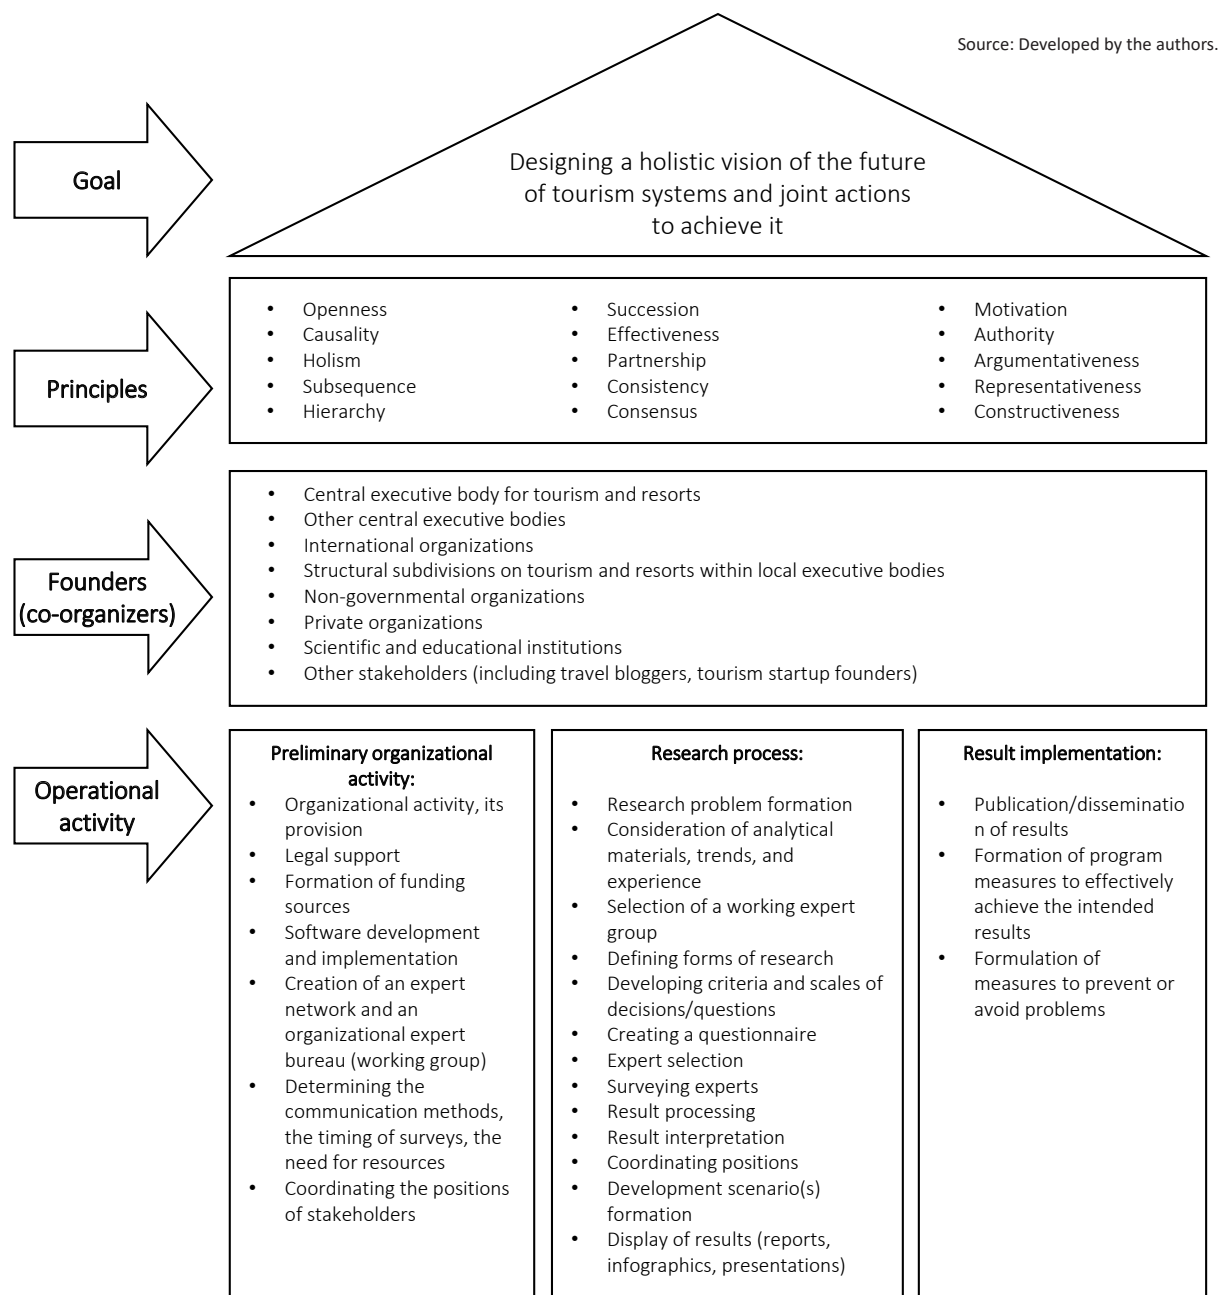 Source: Developed by the authors.
Goal
Designing a holistic vision of the future
of tourism systems and joint actions
to achieve it
Principles
• Openness
• Causality
• Holism
• Subsequence
• Hierarchy
• Succession
• Effectiveness
• Partnership
• Consistency
• Consensus
• Motivation
• Authority
• Argumentativeness
• Representativeness
• Constructiveness
Founders
(co-organizers)
• Central executive body for tourism and resorts
• Other central executive bodies
• International organizations
• Structural subdivisions on tourism and resorts within local executive bodies
• Non-governmental organizations
• Private organizations
• Scientific and educational institutions
• Other stakeholders (including travel bloggers, tourism startup founders)
Operational
activity
Preliminary organizational
activity:
• Organizational activity, its
provision
• Legal support
• Formation of funding
sources
• Software development
and implementation
• Creation of an expert
network and an
organizational expert
bureau (working group)
• Determining the
communication methods,
the timing of surveys, the
need for resources
• Coordinating the positions
of stakeholders
Research process:
• Research problem formation
• Consideration of analytical
materials, trends, and
experience
• Selection of a working expert
group
• Defining forms of research
• Developing criteria and scales of
decisions/questions
• Creating a questionnaire
• Expert selection
• Surveying experts
• Result processing
• Result interpretation
• Coordinating positions
• Development scenario(s)
formation
• Display of results (reports,
infographics, presentations)
Result implementation:
• Publication/disseminatio
n of results
• Formation of program
measures to effectively
achieve the intended
results
• Formulation of
measures to prevent or
avoid problems